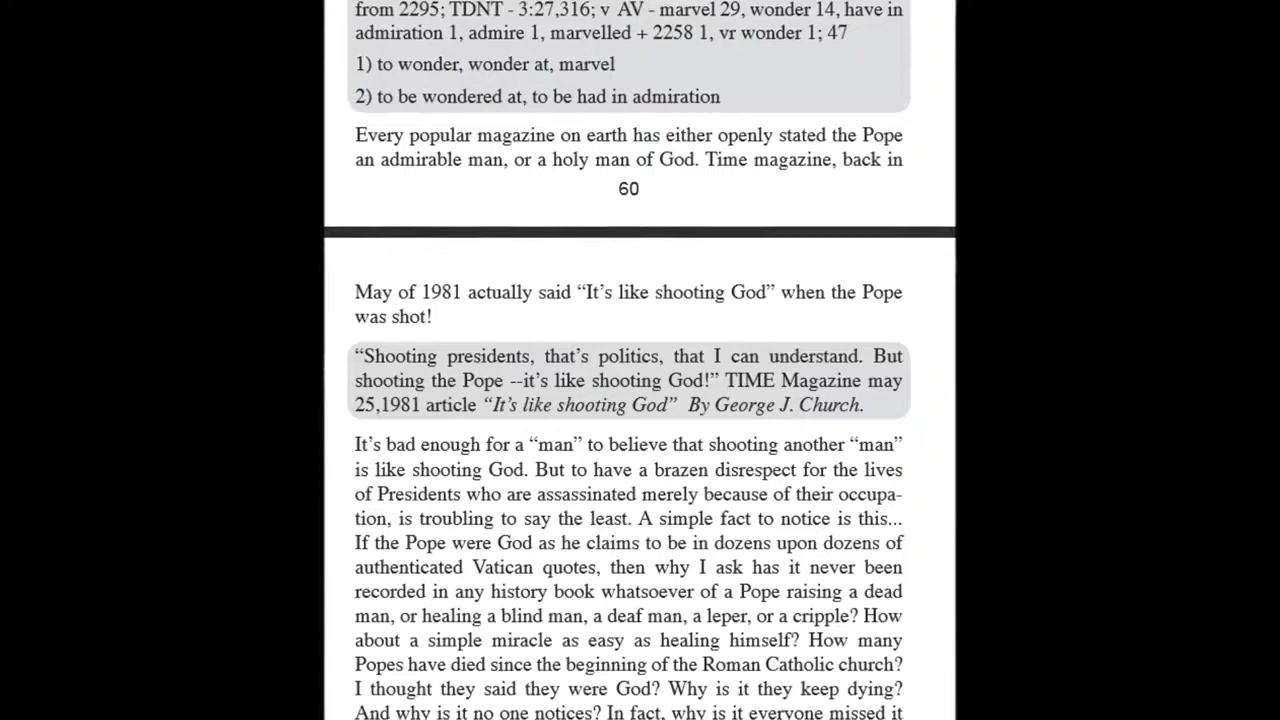 from 2295; TDNT - 3:27,316; v AV - marvel 29, wonder 14, have in
admiration 1, admire 1, marvelled + 2258 1, vr wonder 1; 47
1) to wonder, wonder at, marvel
2) to be wondered at, to be had in admiration
Every popular magazine on earth has either openly stated the Pope
an admirable man, or a holy man of God. Time magazine, back in
60
May of 1981 actually said “It’s like shooting God” when the Pope
was shot!
“Shooting presidents, that’s politics, that I can understand. But
shooting the Pope --it’s like shooting God!” TIME Magazine may
25,1981 article “It’s like shooting God” By George J. Church.
It’s bad enough for a “man” to believe that shooting another “man”
is like shooting God. But to have a brazen disrespect for the lives
of Presidents who are assassinated merely because of their occupa-
tion, is troubling to say the least. A simple fact to notice is this...
If the Pope were God as he claims to be in dozens upon dozens of
authenticated Vatican quotes, then why I ask has it never been
recorded in any history book whatsoever of a Pope raising a dead
man, or healing a blind man, a deaf man, a leper, or a cripple? How
about a simple miracle as easy as healing himself? How many
Popes have died since the beginning of the Roman Catholic church?
I thought they said they were God? Why is it they keep dying?
And why is it no one notices? In fact, why is it everyone missed it